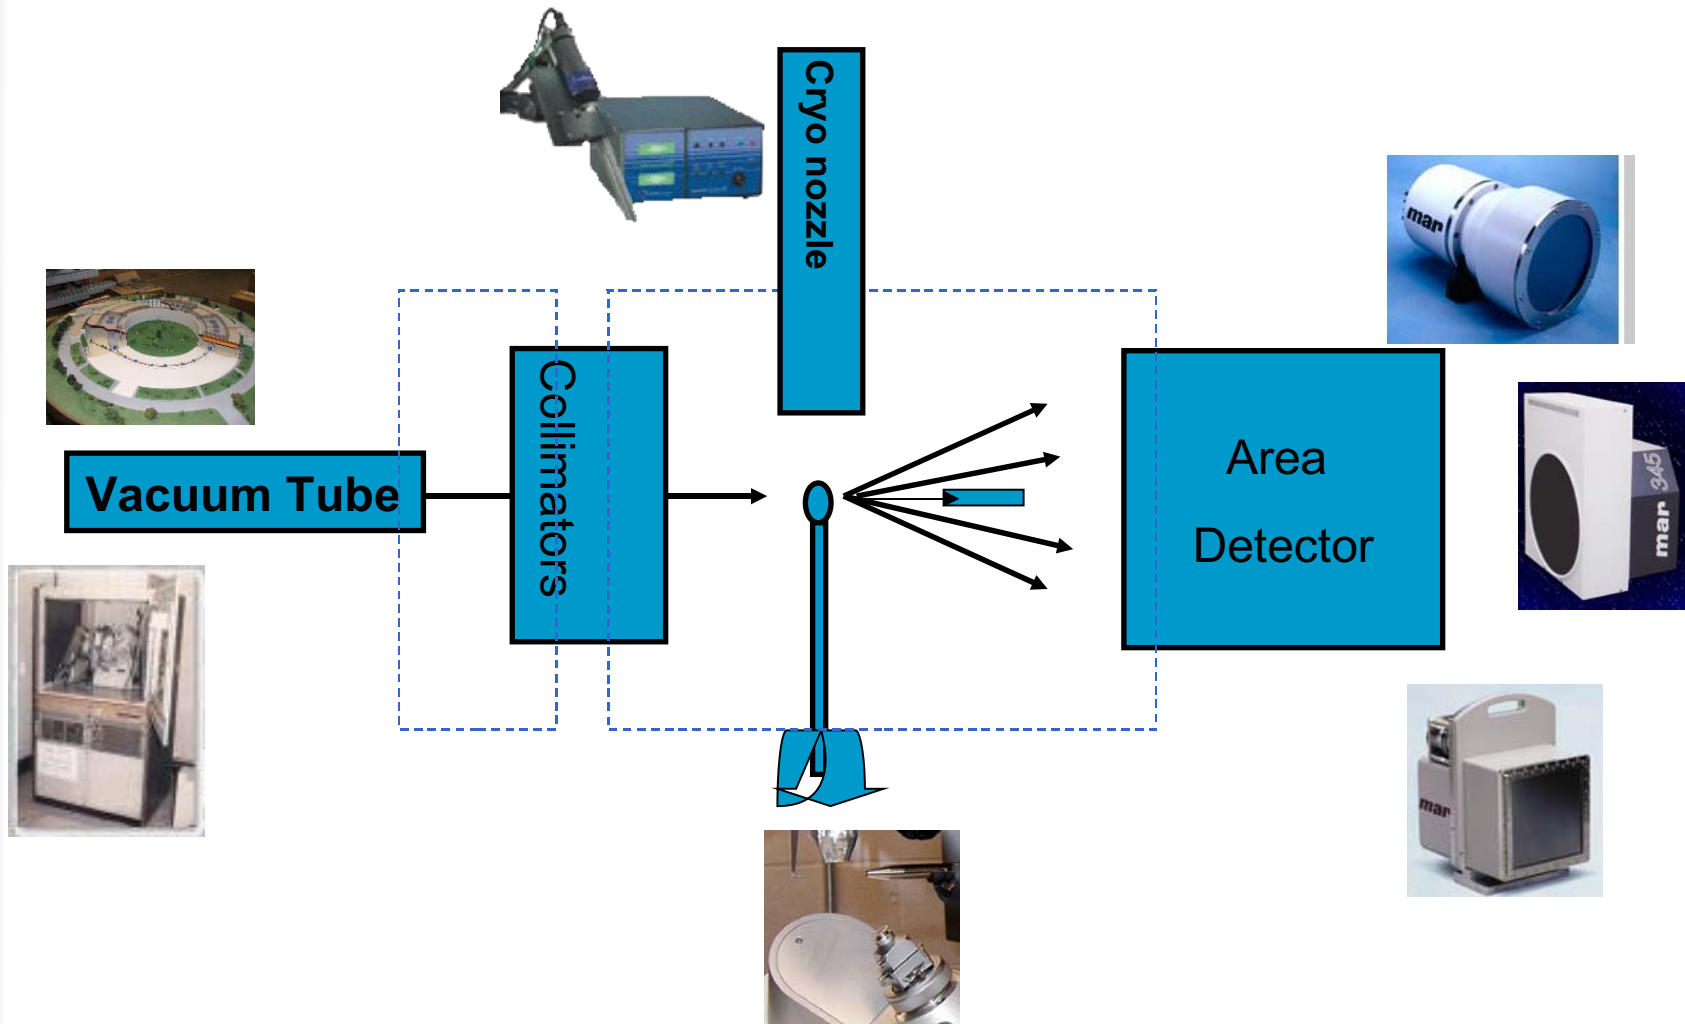 Cryo nozzle
mar
Collimators
Vacuum Tube
Area
Detector
mar 345
mar